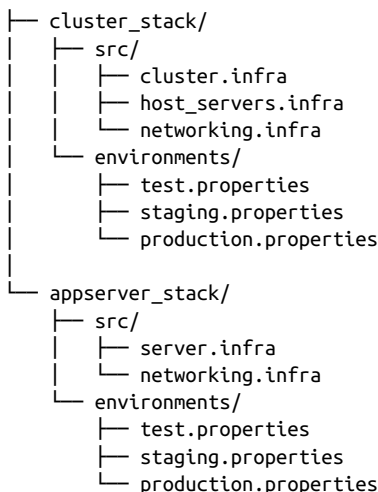 ├── cluster_stack/
│   ├── src/
│   │   ├── cluster.infra
│   │   ├── host_servers.infra
│   │   └── networking.infra
│   └── environments/
│       ├── test.properties
│       ├── staging.properties
│       └── production.properties
│
└── appserver_stack/
    ├── src/
    │   ├── server.infra
    │   └── networking.infra
    └── environments/
        ├── test.properties
        ├── staging.properties
        └── production.properties